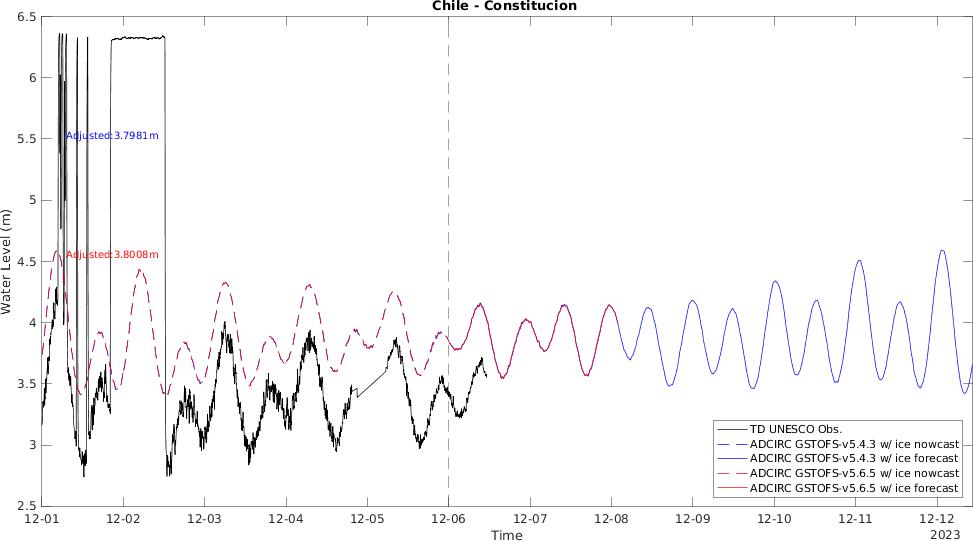 Chile - Constitucion
6.5
6
5.5
5
4.5
4
3.5
3
2.5
Water Level (m)
Adjusted:3.7981m
Adjusted:3.8008m
TD UNESCO Obs.
ADCIRC GSTOFS-v5.4.3 w/ ice nowcast
ADCIRC GSTOFS-v5.4.3 w/ ice forecast
ADCIRC GSTOFS-v5.6.5 w/ ice nowcast
ADCIRC GSTOFS-v5.6.5 w/ ice forecast
12-01 12-02 12-03 12-04 12-05 12-06 12-07 12-08 12-09 12-10 12-11 12-12
Time
2023